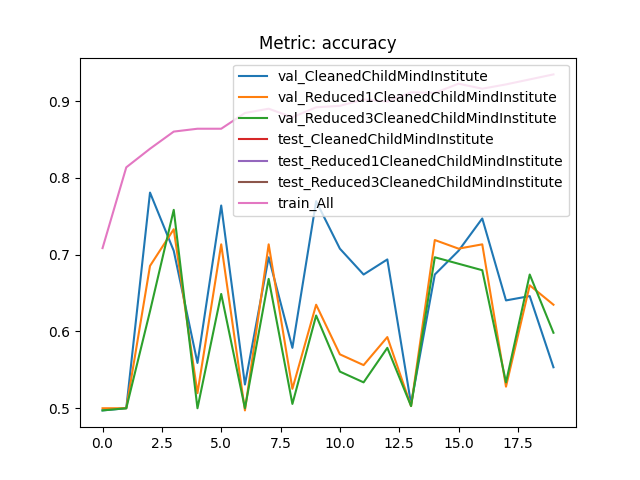 Metric: accuracy
val_CleanedChildMindInstitute
val_Reduced1CleanedChildMindInstitute
val_Reduced3CleanedChildMindInstitute
test_CleanedChildMindInstitute
test_Reduced1CleanedChildMindInstitute
test_Reduced3CleanedChildMindInstitute
train_All
0.9
0.8
0.7
0.6
0.5
0.0 2.5 5.0 7.5 10.0 12.5 15.0 17.5